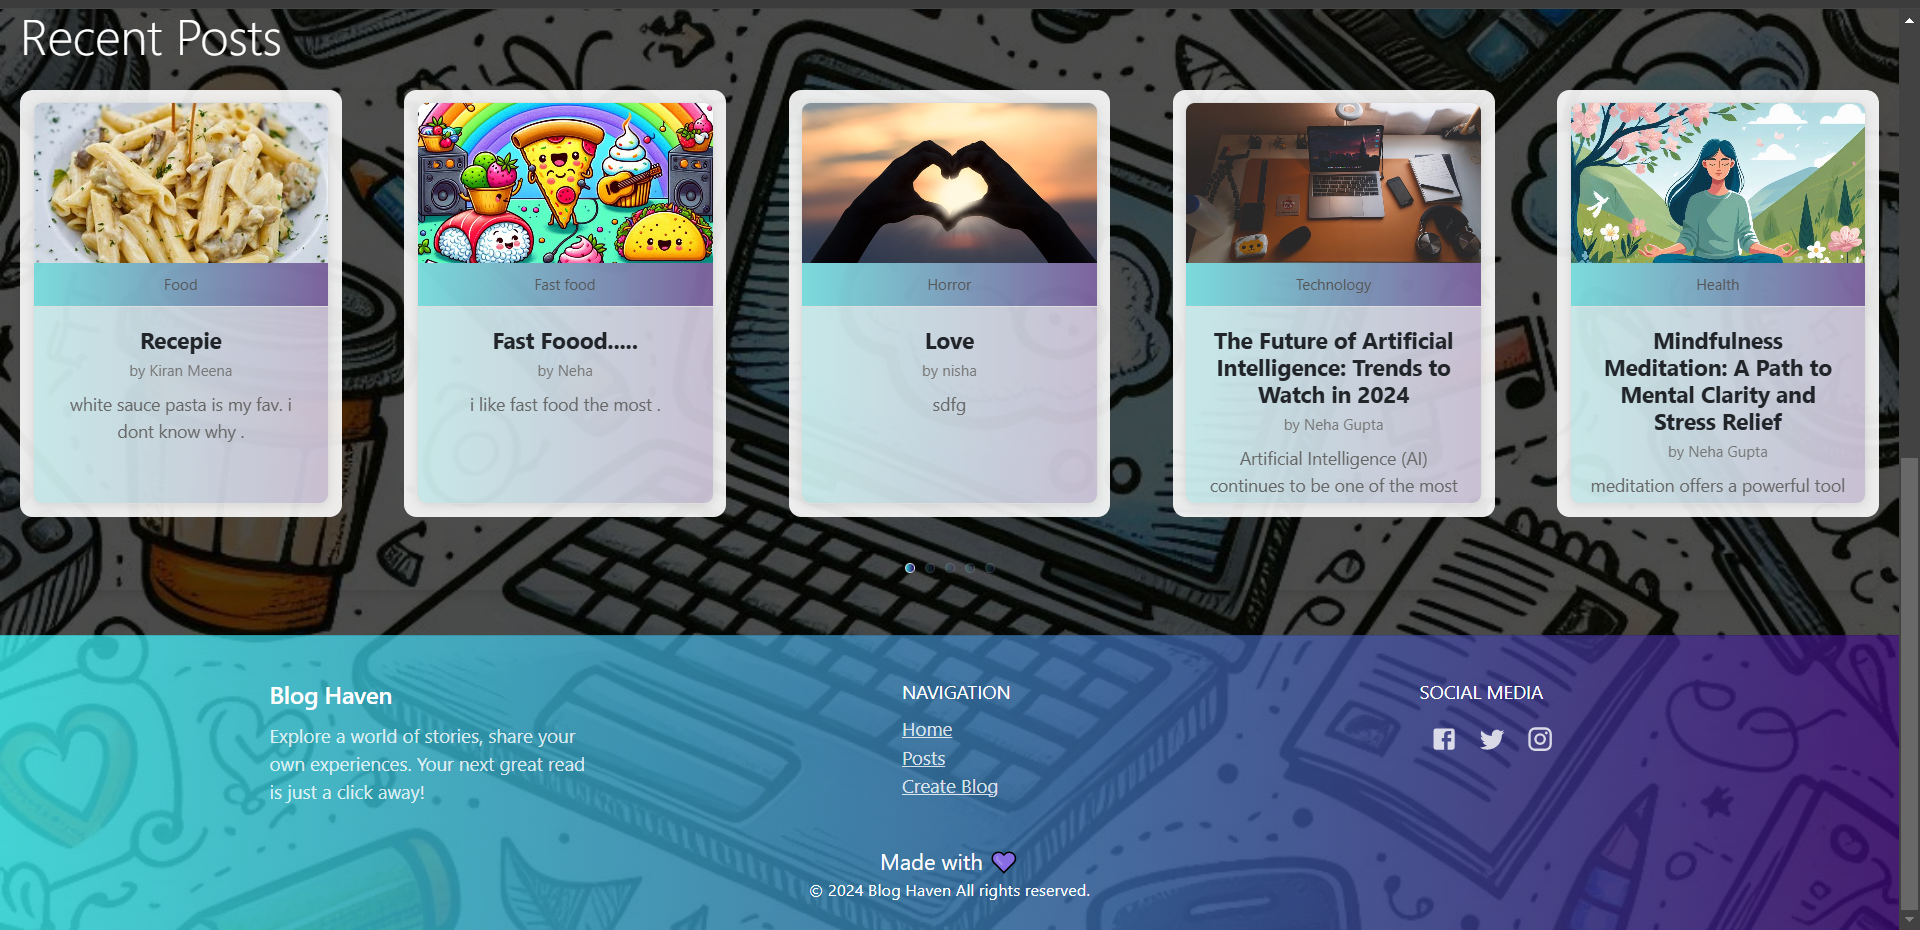 Recent Posts
Food
Recepie
by Kiran Meena
white sauce pasta is my fav. i
dont know why .
Fast food
Fast Foood.....
by Neha
i like fast food the most .
Horror
Love
by nisha
sdfg
Technology
The Future of Artificial
Intelligence: Trends to
Watch in 2024
by Neha Gupta
Artificial Intelligence (AI)
continues to be one of the most
Health
Mindfulness
Meditation: A Path to
Mental Clarity and
Stress Relief
by Neha Gupta
meditation offers a powerful tool
Blog Haven
Explore a world of stories, share your
own experiences. Your next great read
is just a click away!
NAVIGATION
Home
Posts
Create Blog
SOCIAL MEDIA
Made with
© 2024 Blog Haven All rights reserved.